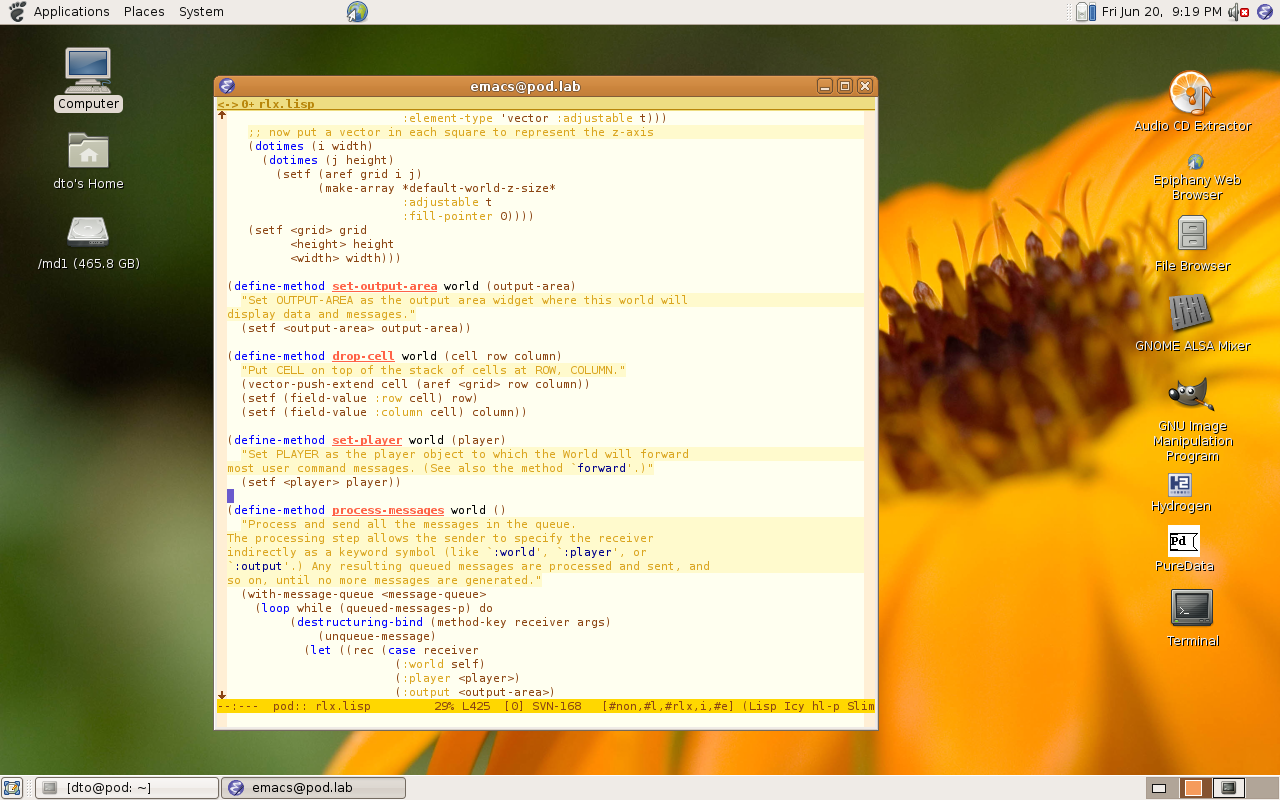 Applications Places System
Fri Jun 20, 9:19 PM
Computer
dto's Home
/md1 (465.8 GB)
emacs@pod.lab
<-> 0+ rlx.lisp
:element-type 'vector :adjustable t)))
;; now put a vector in each square to represent the z-axis
(dotimes (i width)
(dotimes (j height)
(setf (aref grid i j)
(make-array *default-world-z-size*
:adjustable t
:fill-pointer 0))))
(setf <grid> grid
<height> height
<width> width)))
(define-method set-output-area world (output-area)
"Set OUTPUT-AREA as the output area widget where this world will
display data and messages."
(setf <output-area> output-area))
(define-method drop-cell world (cell row column)
"Put CELL on top of the stack of cells at ROW, COLUMN."
(vector-push-extend cell (aref <grid> row column))
(setf (field-value :row cell) row)
(setf (field-value :column cell) column))
(define-method set-player world (player)
"Set PLAYER as the player object to which the World will forward
most user command messages. (See also the method `forward'.)"
(setf <player> player))
(define-method process-messages world ()
"Process and send all the messages in the queue.
The processing step allows the sender to specify the receiver
indirectly as a keyword symbol (like `:world', `:player', or
`:output'.) Any resulting queued messages are processed and sent, and
so on, until no more messages are generated."
(with-message-queue <message-queue>
(loop while (queued-messages-p) do
(destructuring-bind (method-key receiver args)
(unqueue-message)
(let ((rec (case receiver
(:world self)
(:player <player>)
(:output <output-area>)
--:--- pod:: rlx.lisp 29% L425 [0] SVN-168 [#non,#l,#rlx,i,#e] (Lisp Icy hl-p Slim
Audio CD Extractor
Epiphany Web
Browser
File Browser
GNOME ALSA Mixer
GNU Image
Manipulation
Program
H2
Hydrogen
Pd
PureData
Terminal
[dto@pod: ~]
emacs@pod.lab